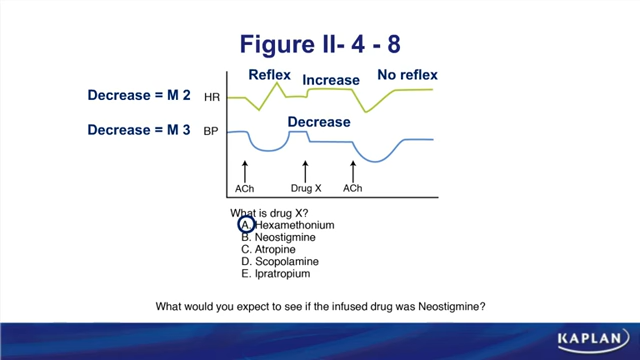 Figure II- 4 - 8
Reflex Increase No reflex
Decrease = M 2 HR
Decrease = M 3 BP Decrease
ACh Drug X ACh
What is drug X?
A. Hexamethonium
B. Neostigmine
C. Atropine
D. Scopolamine
E. Ipratropium
What would you expect to see if the infused drug was Neostigmine?
KAPLAN